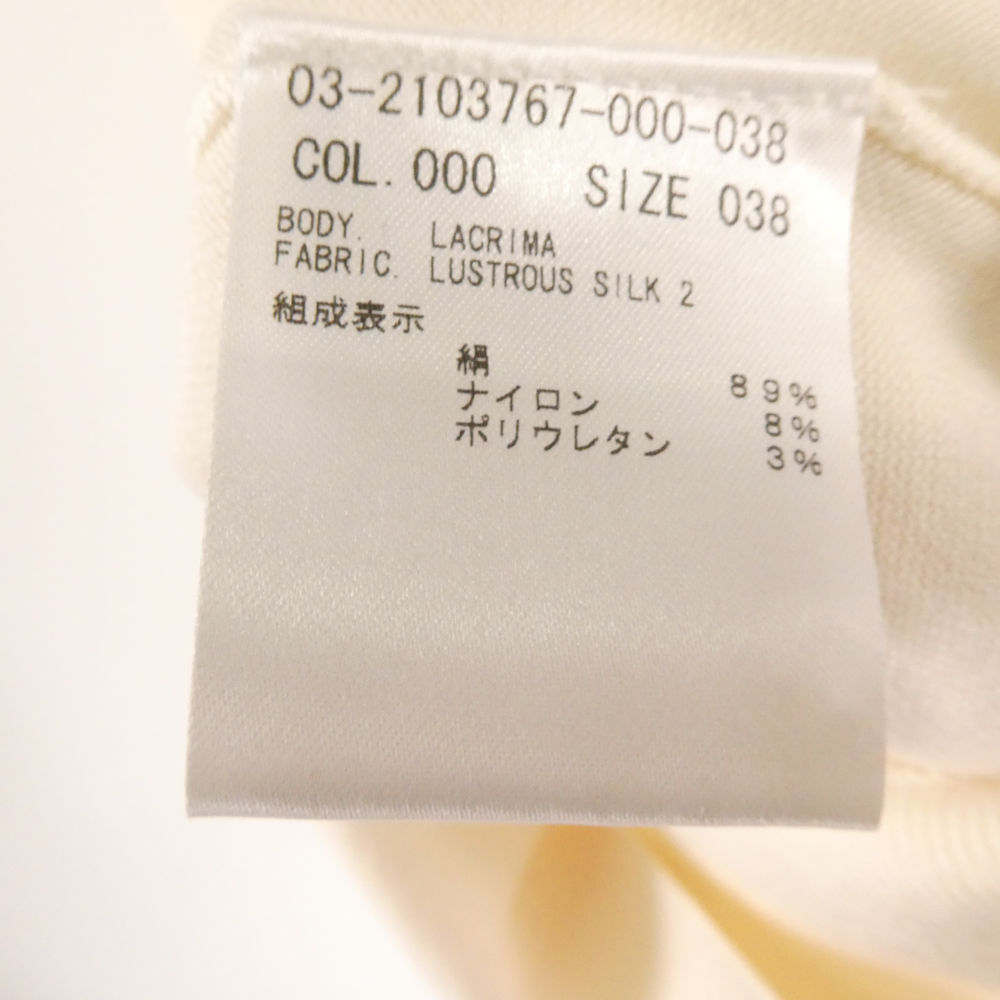 03-2103767-000-038
COL. 000 SIZE 038
BODY. LACRIMA
FABRIC. LUSTROUS SILK 2
組成表示
絹 89%
ナイロン 8%
ポリウレタン 3%